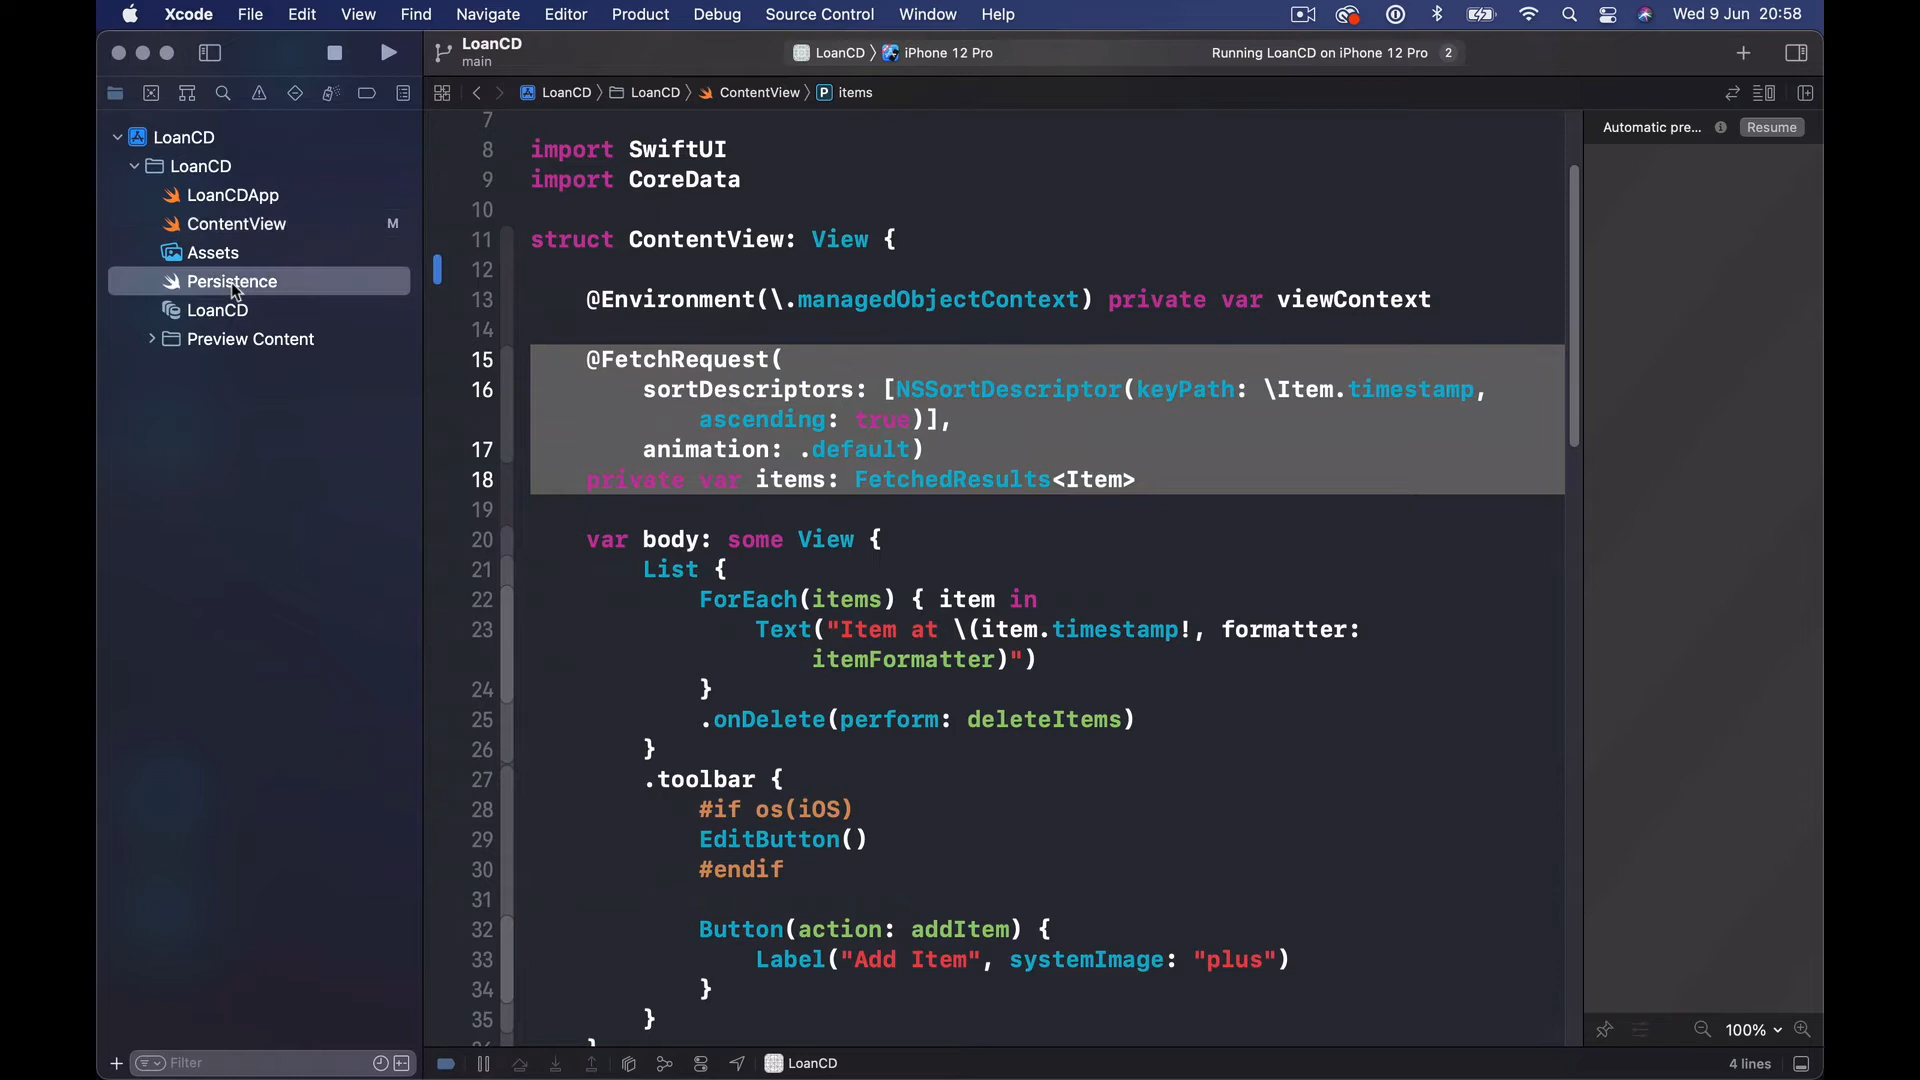 Xcode File Edit View Find Navigate Editor Product Debug Source Control Window Help Wed 9 Jun 20:58
LoanCD
main
LoanCD iPhone 12 Pro
Running LoanCD on iPhone 12 Pro 2
LoanCD LoanCD ContentView P items
LoanCD
LoanCD
LoanCDApp
ContentView M
Assets
Persistence
LoanCD
Preview Content
Filter
7
8 import SwiftUI
9 import CoreData
10
11 struct ContentView: View {
12
13 @Environment(\.managedObjectContext) private var viewContext
14
15 @FetchRequest(
16 sortDescriptors: [NSSortDescriptor(keyPath: \Item.timestamp,
ascending: true)],
17 animation: .default)
18 private var items: FetchedResults<Item>
19
20 var body: some View {
21 List {
22 ForEach(items) { item in
23 Text("Item at \(item.timestamp!, formatter:
itemFormatter)")
24 }
25 .onDelete(perform: deleteItems)
26 }
27 .toolbar {
28 #if os(iOS)
29 EditButton()
30 #endif
31
32 Button(action: addItem) {
33 Label("Add Item", systemImage: "plus")
34 }
35 }
Automatic pre... Resume
100%
LoanCD
4 lines